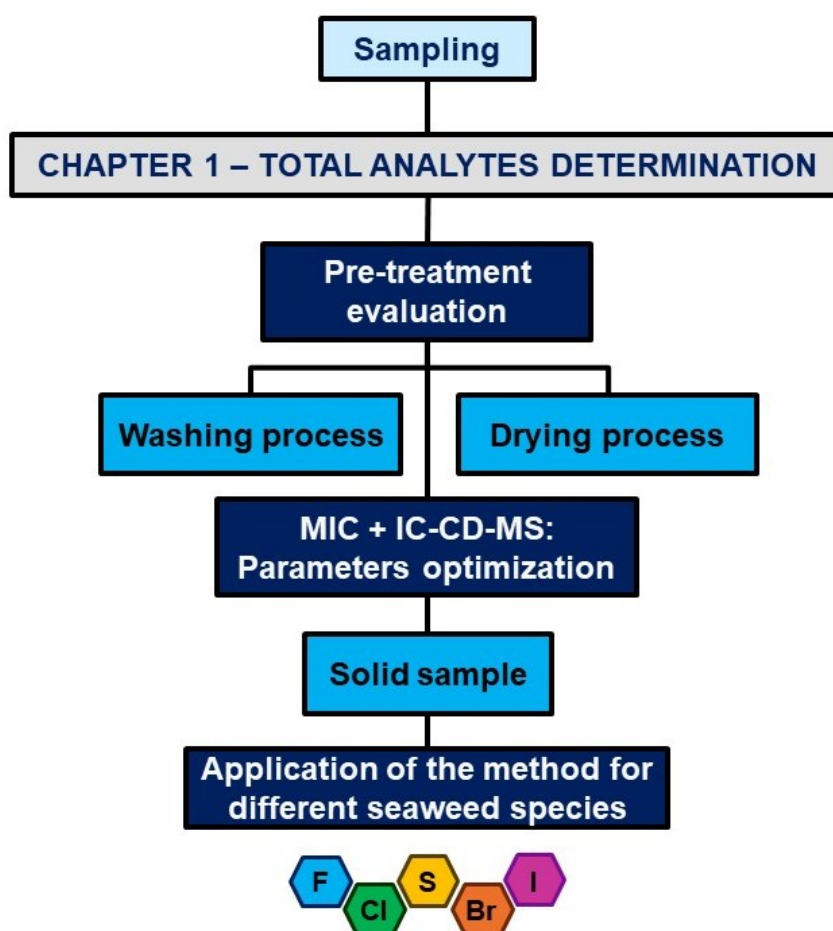 Sampling
CHAPTER 1 – TOTAL ANALYTES DETERMINATION
Pre-treatment
evaluation
Washing process
Drying process
MIC + IC-CD-MS:
Parameters optimization
Solid sample
Application of the method for
different seaweed species
F
Cl
S
Br
I